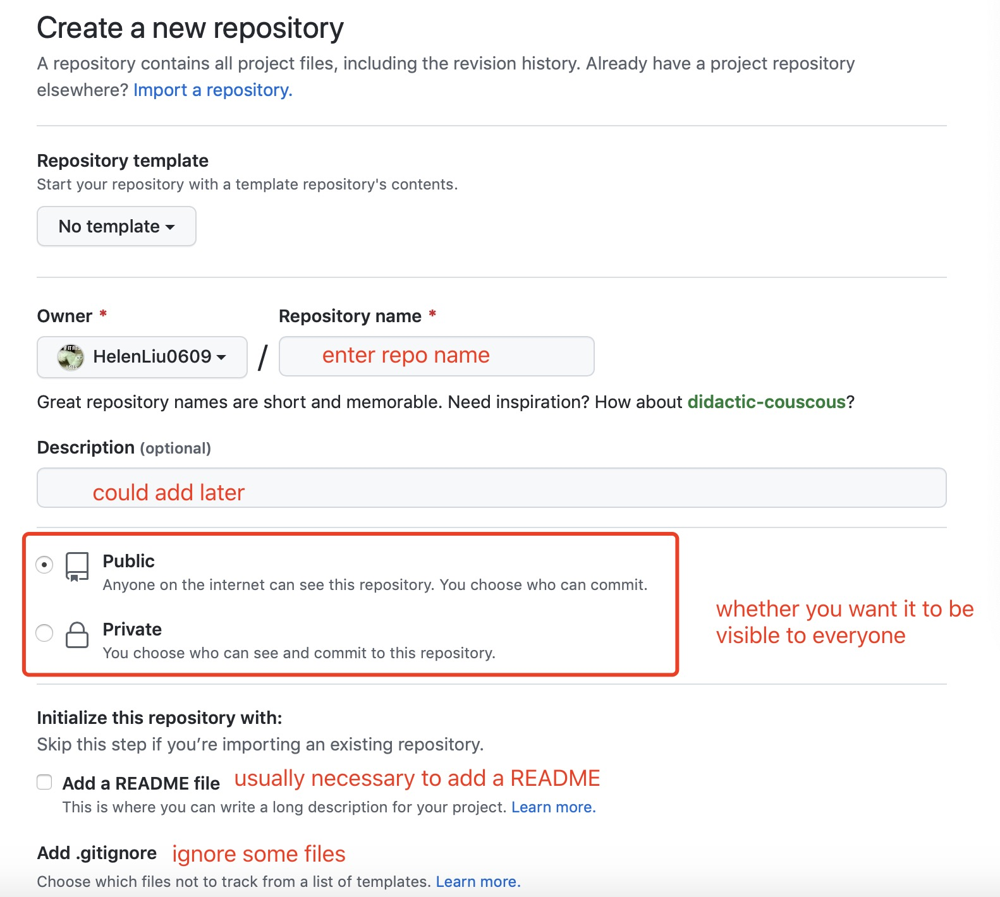 Create a new repository
A repository contains all project files, including the revision history. Already have a project repository
elsewhere? Import a repository.
Repository template
Start your repository with a template repository's contents.
No template
Owner *
Repository name *
HelenLiu0609
/
enter repo name
Great repository names are short and memorable. Need inspiration? How about didactic-couscous?
Description (optional)
could add later
Public
Anyone on the internet can see this repository. You choose who can commit.
Private
You choose who can see and commit to this repository.
whether you want it to be
visible to everyone
Initialize this repository with:
Skip this step if you’re importing an existing repository.
Add a README file usually necessary to add a README
This is where you can write a long description for your project. Learn more.
Add .gitignore ignore some files
Choose which files not to track from a list of templates. Learn more.